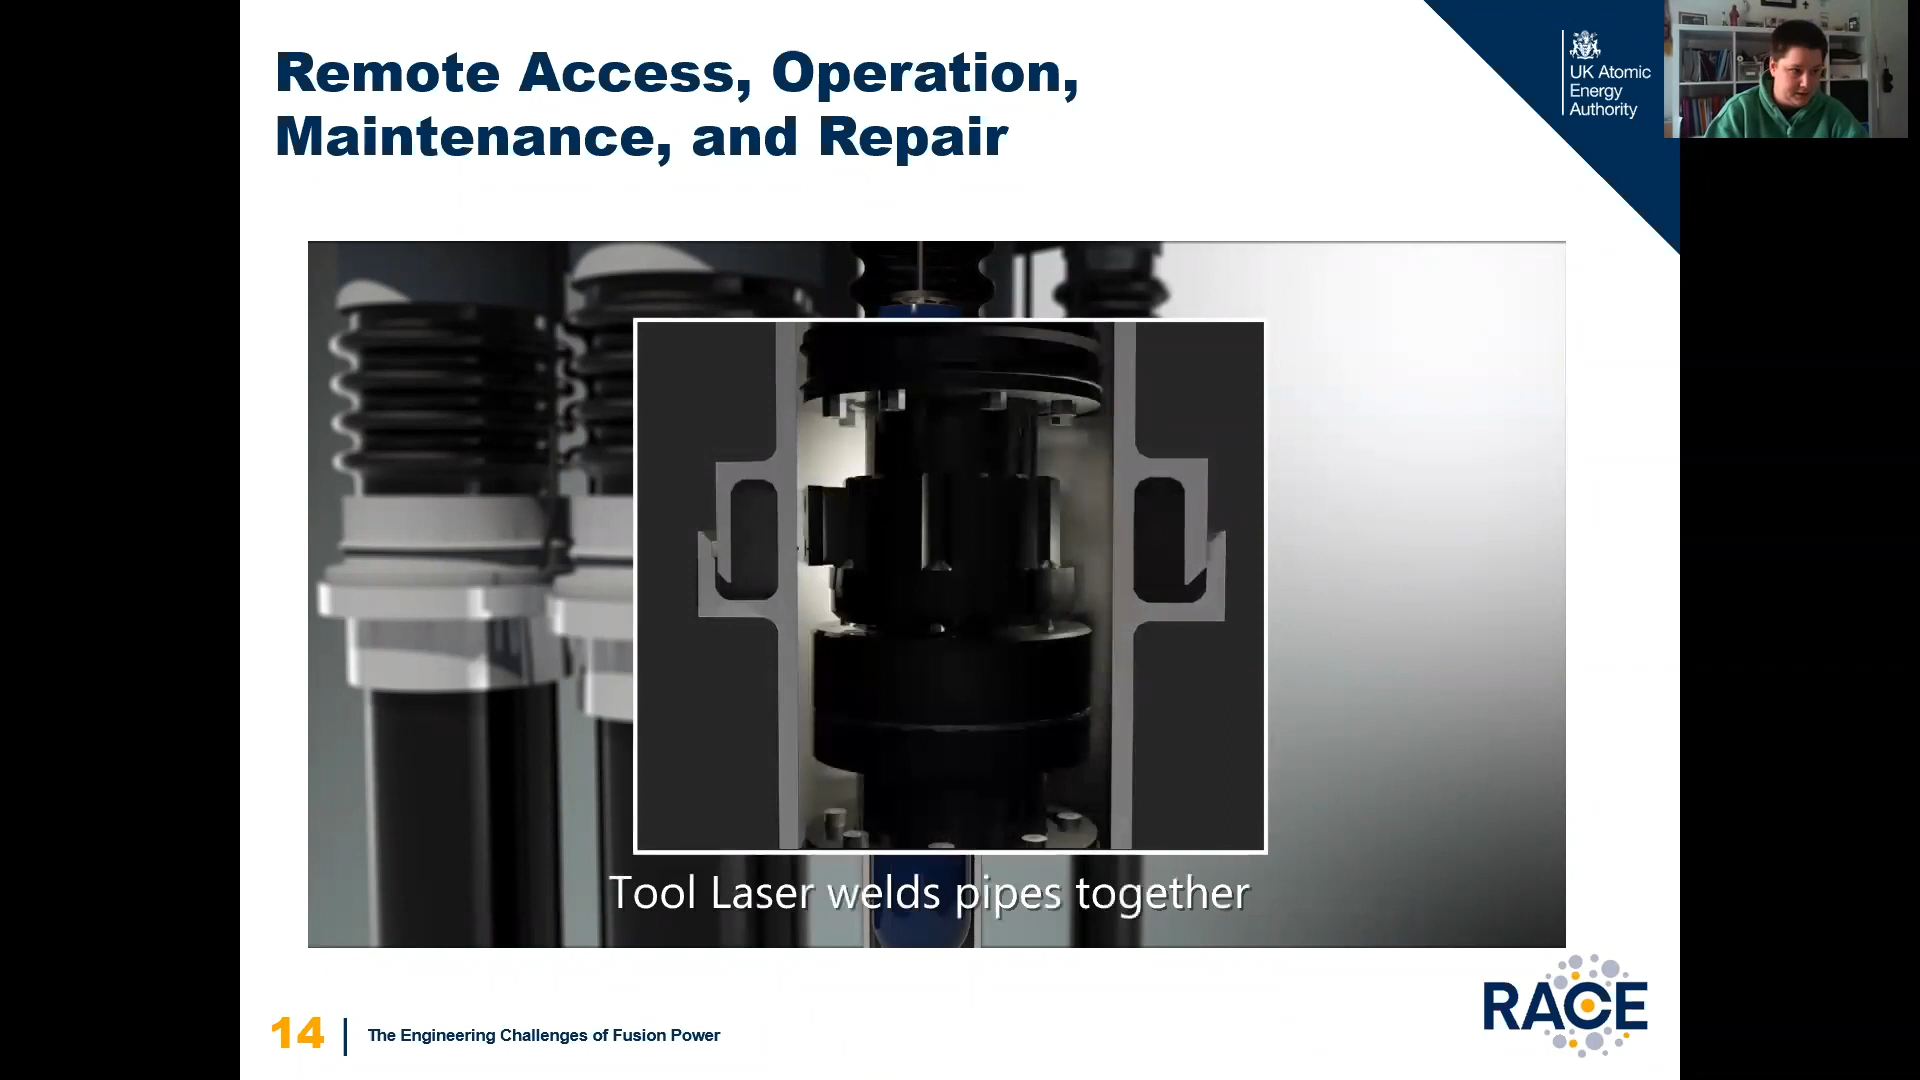 Remote Access, Operation,
Maintenance, and Repair
UK Atomic
Energy
Authority
Tool Laser welds pipes together
14
The Engineering Challenges of Fusion Power
RACE